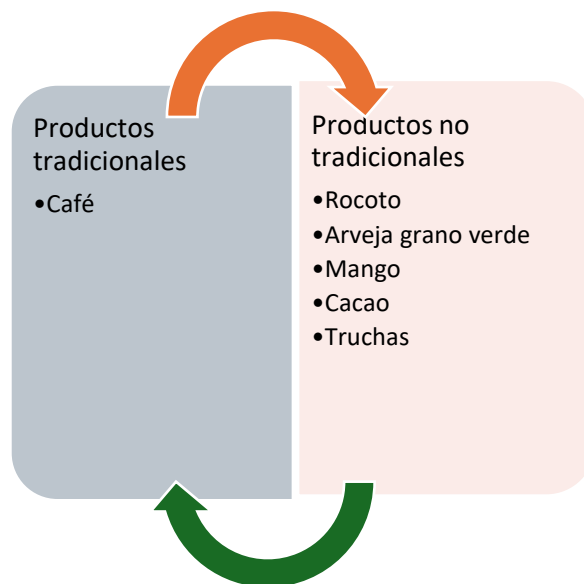 Productos
tradicionales
•Café
Productos no
tradicionales
•Rocoto
•Arveja grano verde
•Mango
•Cacao
•Truchas